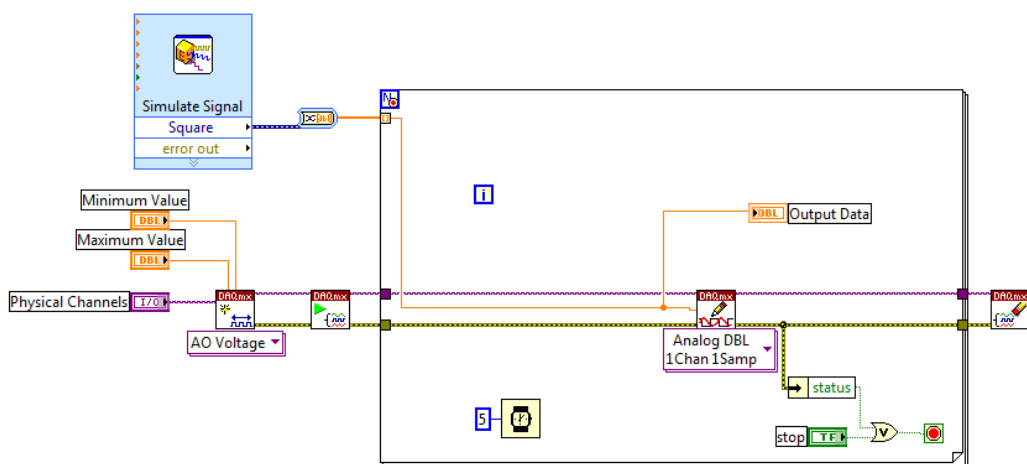 Simulate Signal
Square
error out
N
[ab]
i
Minimum Value
DBL
Maximum Value
DBL
DBL
Output Data
Physical Channels
I/O
DAQmx
DAQmx
DAQmx
DAQmx
AO Voltage
Analog DBL
1Chan 1Samp
status
5
stop
TF
V